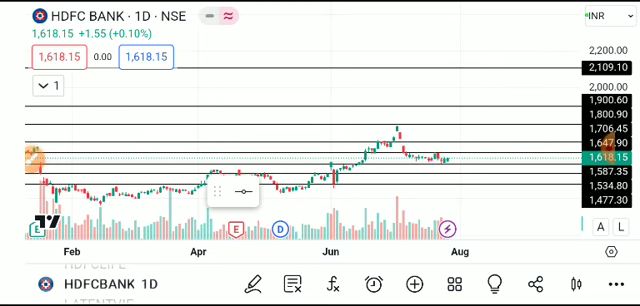 HDFC BANK · 1D · NSE
INR
1,618.15 +1.55 (+0.10%)
1,618.15 0.00 1,618.15
1
2,200.00
2,109.10
2,000.00
1,900.60
1,800.90
1,706.45
1,647.90
1,618.15
1,587.35
1,534.80
1,477.30
E E D
A L
Feb Apr Jun Aug
HDFCLIFE
HDFCBANK 1D
LATENTVIEW